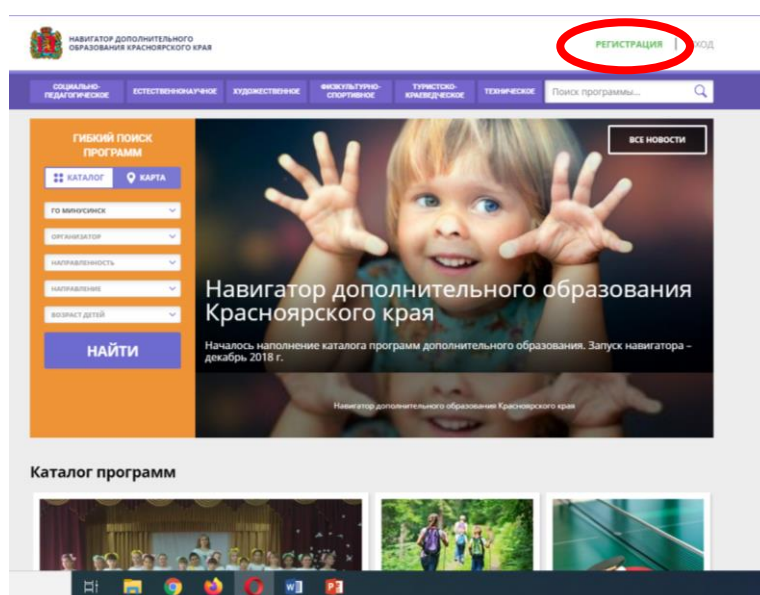 НАВИГАТОР ДОПОЛНИТЕЛЬНОГО
ОБРАЗОВАНИЯ КРАСНОЯРСКОГО КРАЯ
РЕГИСТРАЦИЯ | ХОД
СОЦИАЛЬНО-
ПЕДАГОГИЧЕСКОЕ
ЕСТЕСТВЕННОНАУЧНОЕ
ХУДОЖЕСТВЕННОЕ
ФИЗКУЛЬТУРНО-
СПОРТИВНОЕ
ТУРИСТСКО-
КРАЕВЕДЧЕСКОЕ
ТЕХНИЧЕСКОЕ
Поиск программы...
ГИБКИЙ ПОИСК
ПРОГРАММ
КАТАЛОГ
КАРТА
ГО МИНУСИНСК
ОРГАНИЗАТОР
НАПРАВЛЕННОСТЬ
НАПРАВЛЕНИЕ
ВОЗРАСТ ДЕТЕЙ
НАЙТИ
ВСЕ НОВОСТИ
Навигатор дополнительного образования
Красноярского края
Началось наполнение каталога программ дополнительного образования. Запуск навигатора –
декабрь 2018 г.
Навигатор дополнительного образования Красноярского края
Каталог программ
W
P